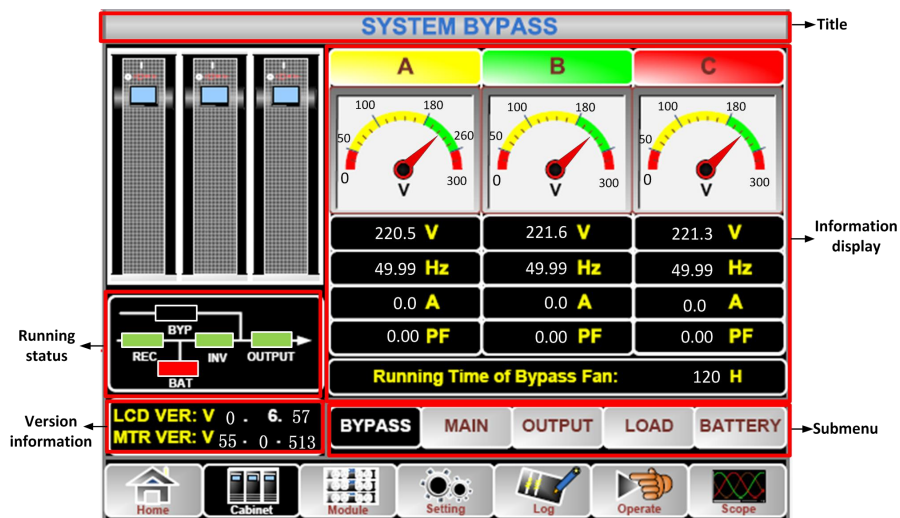 SYSTEM BYPASS
Title
A B C
100 180 100 180 100 180
50 260 50 260 50 260
0 300 0 300 0 300
V V V
220.5 V 221.6 V 221.3 V
49.99 Hz 49.99 Hz 49.99 Hz
0.0 A 0.0 A 0.0 A
0.00 PF 0.00 PF 0.00 PF
Running Time of Bypass Fan: 120 H
Information
display
Running
status
BYP
REC INV OUTPUT
BAT
Version
information
LCD VER: V 0 . 6. 57
MTR VER: V 55 . 0 . 513
BYPASS MAIN OUTPUT LOAD BATTERY
Submenu
Home Cabinet Module Setting Log Operate Scope